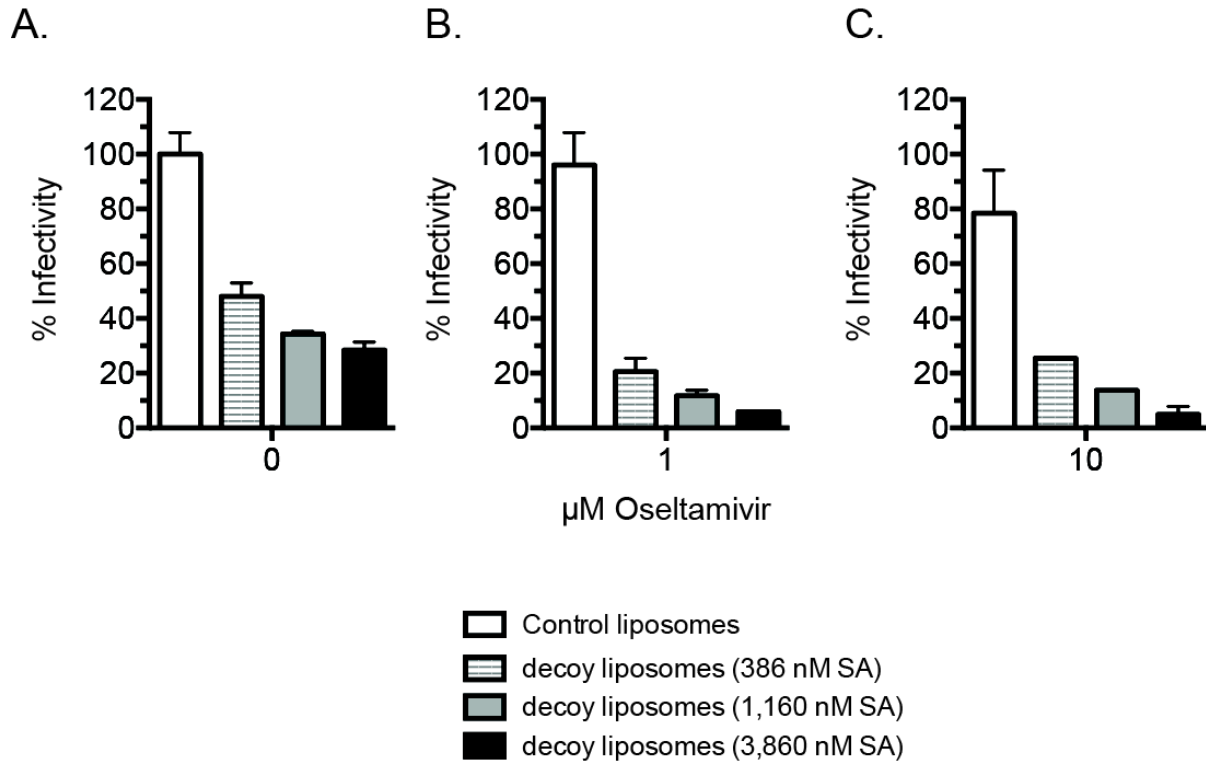 A.
B.
C.
% Infectivity
120
100
80
60
40
20
0
0
% Infectivity
120
100
80
60
40
20
0
1
% Infectivity
120
100
80
60
40
20
0
10
µM Oseltamivir
Control liposomes
decoy liposomes (386 nM SA)
decoy liposomes (1,160 nM SA)
decoy liposomes (3,860 nM SA)